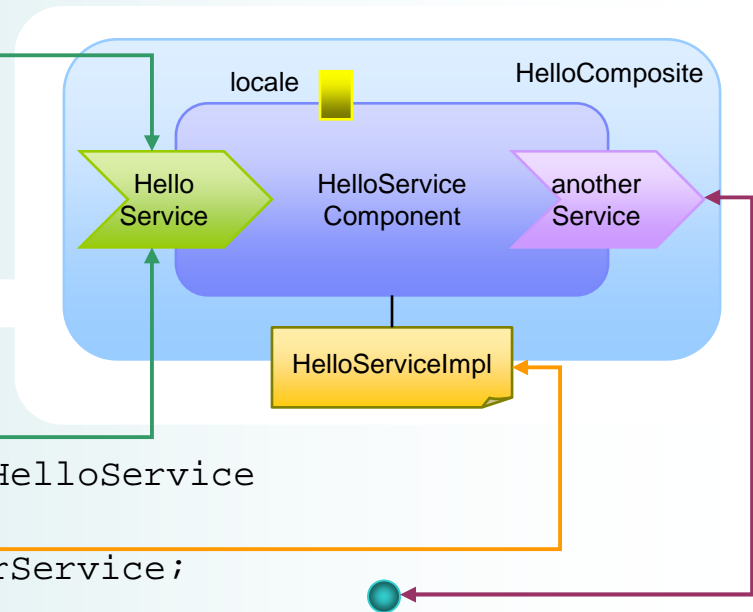 locale
HelloComposite
Hello
Service
HelloService
Component
another
Service
HelloServiceImpl
HelloService
rService;